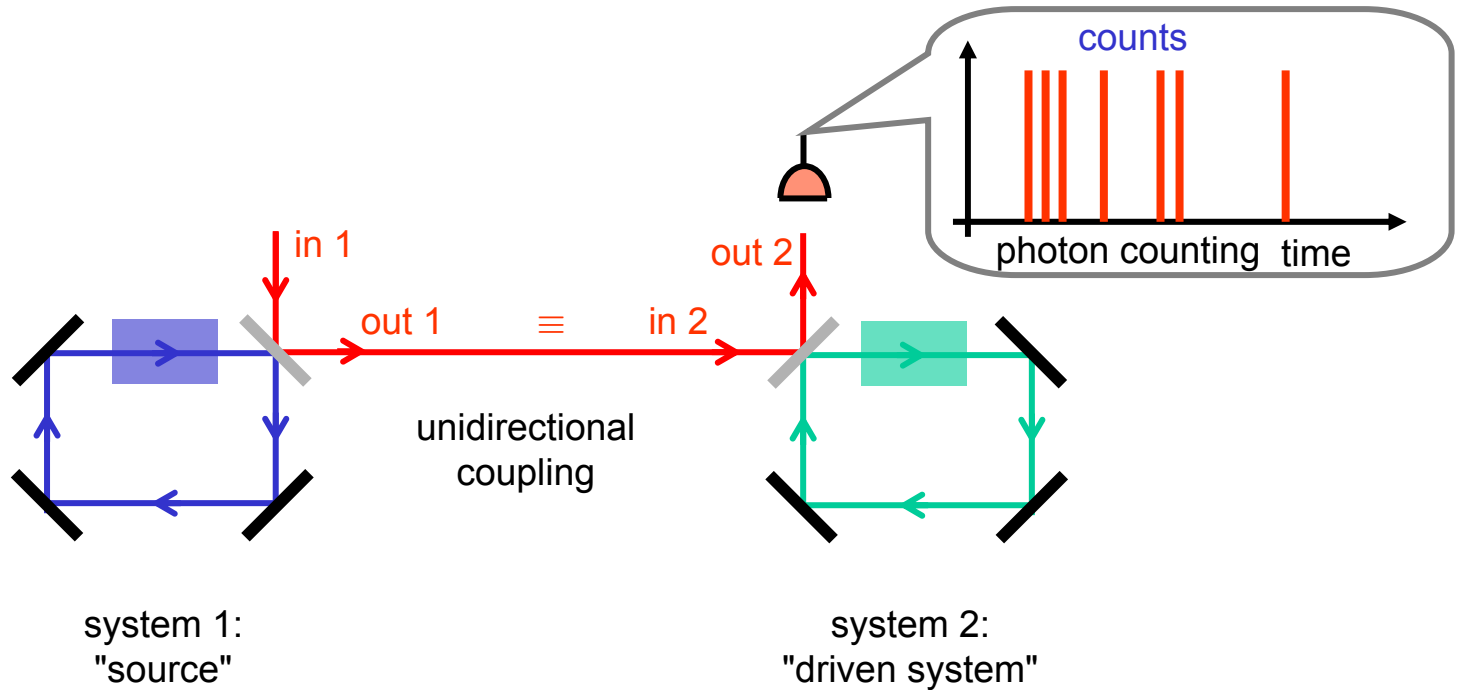 counts
photon counting
time
in 1
out 2
out 1
≡
in 2
unidirectional
coupling
system 1:
"source"
system 2:
"driven system"